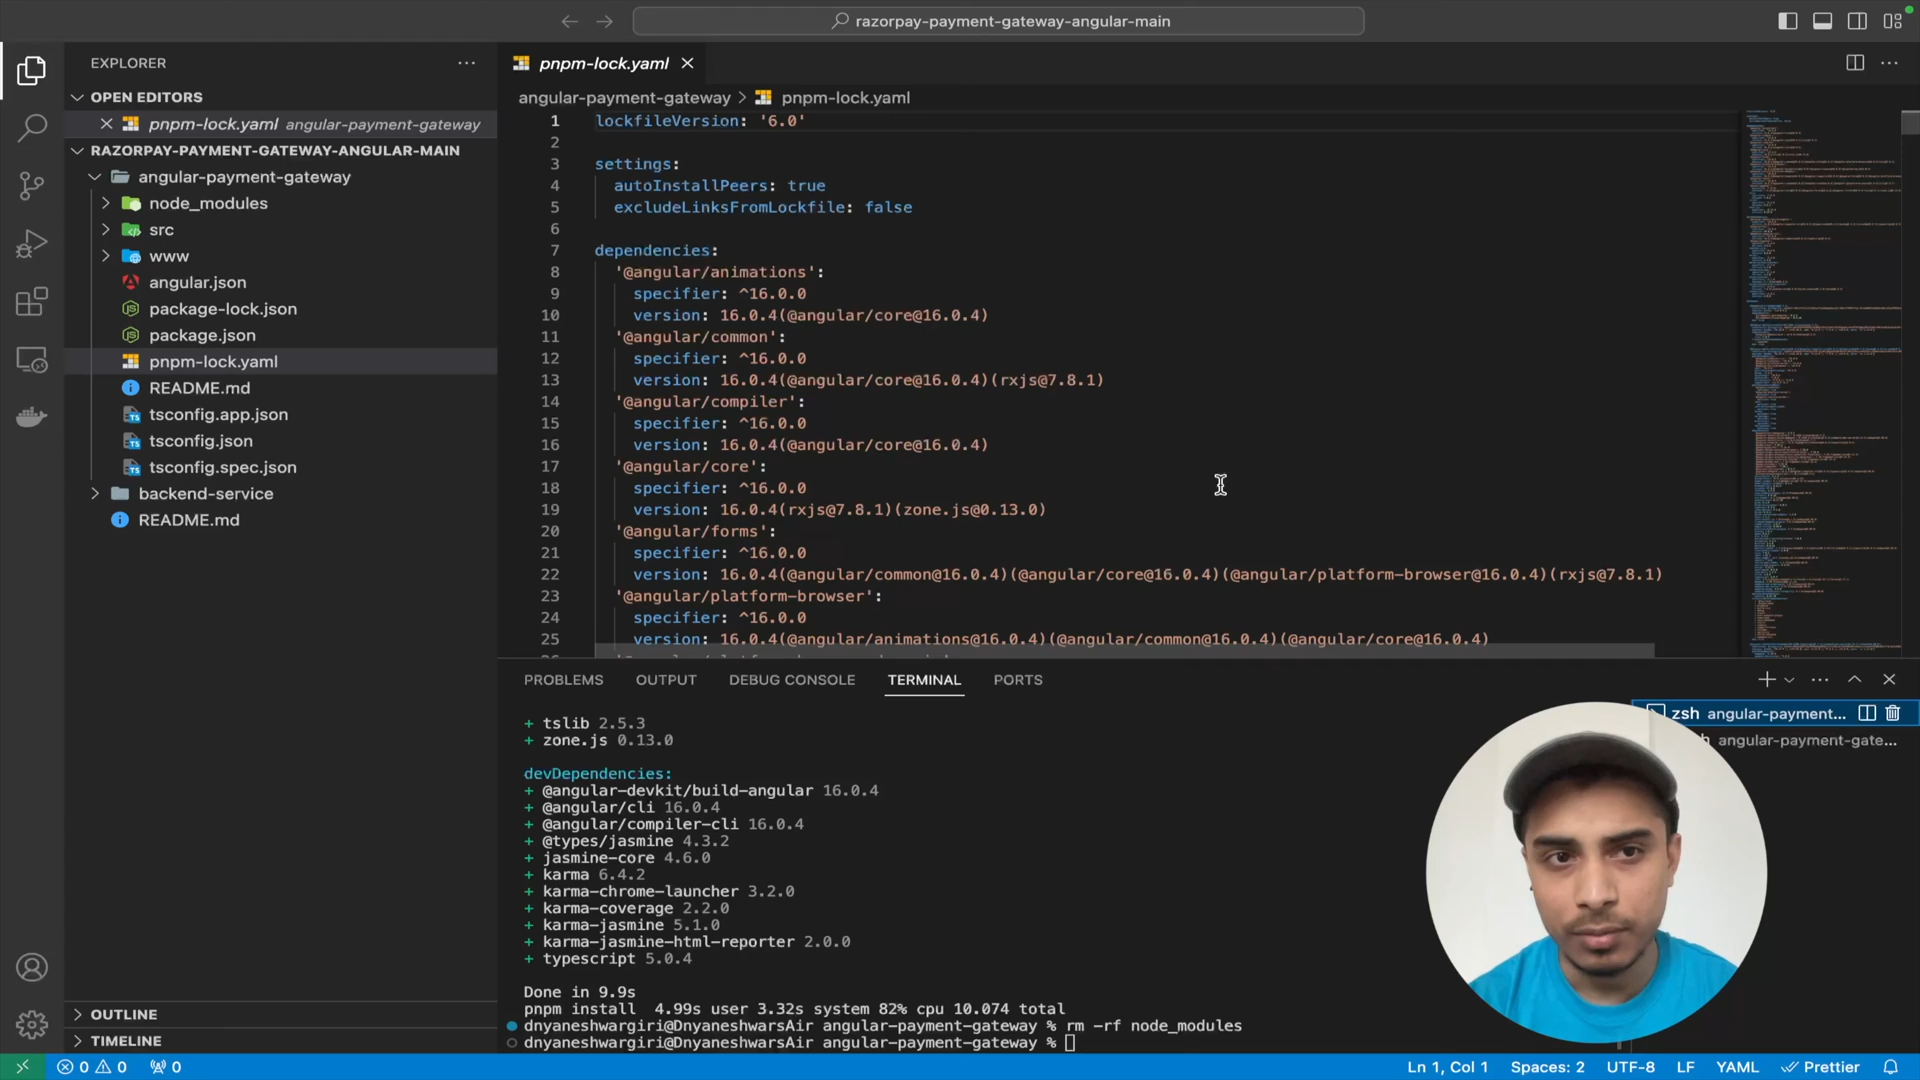 razorpay-payment-gateway-angular-main
EXPLORER
OPEN EDITORS
pnpm-lock.yaml angular-payment-gateway
RAZORPAY-PAYMENT-GATEWAY-ANGULAR-MAIN
angular-payment-gateway
node_modules
src
www
angular.json
package-lock.json
package.json
pnpm-lock.yaml
README.md
tsconfig.app.json
tsconfig.json
tsconfig.spec.json
backend-service
README.md
OUTLINE
TIMELINE
pnpm-lock.yaml
angular-payment-gateway > pnpm-lock.yaml
1 lockfileVersion: '6.0'
2
3 settings:
4 autoInstallPeers: true
5 excludeLinksFromLockfile: false
6
7 dependencies:
8 '@angular/animations':
9 specifier: ^16.0.0
10 version: 16.0.4(@angular/core@16.0.4)
11 '@angular/common':
12 specifier: ^16.0.0
13 version: 16.0.4(@angular/core@16.0.4)(rxjs@7.8.1)
14 '@angular/compiler':
15 specifier: ^16.0.0
16 version: 16.0.4(@angular/core@16.0.4)
17 '@angular/core':
18 specifier: ^16.0.0
19 version: 16.0.4(rxjs@7.8.1)(zone.js@0.13.0)
20 '@angular/forms':
21 specifier: ^16.0.0
22 version: 16.0.4(@angular/common@16.0.4)(@angular/core@16.0.4)(@angular/platform-browser@16.0.4)(rxjs@7.8.1)
23 '@angular/platform-browser':
24 specifier: ^16.0.0
25 version: 16.0.4(@angular/animations@16.0.4)(@angular/common@16.0.4)(@angular/core@16.0.4)
PROBLEMS OUTPUT DEBUG CONSOLE TERMINAL PORTS
+ tslib 2.5.3
+ zone.js 0.13.0
devDependencies:
+ @angular-devkit/build-angular 16.0.4
+ @angular/cli 16.0.4
+ @angular/compiler-cli 16.0.4
+ @types/jasmine 4.3.2
+ jasmine-core 4.6.0
+ karma 6.4.2
+ karma-chrome-launcher 3.2.0
+ karma-coverage 2.2.0
+ karma-jasmine 5.1.0
+ karma-jasmine-html-reporter 2.0.0
+ typescript 5.0.4
Done in 9.9s
pnpm install 4.99s user 3.32s system 82% cpu 10.074 total
dnyaneshwargiri@DnyaneshwarsAir angular-payment-gateway % rm -rf node_modules
dnyaneshwargiri@DnyaneshwarsAir angular-payment-gateway %
zsh angular-payment...
angular-payment-gate...
0 0 0
Ln 1, Col 1 Spaces: 2 UTF-8 LF YAML Prettier